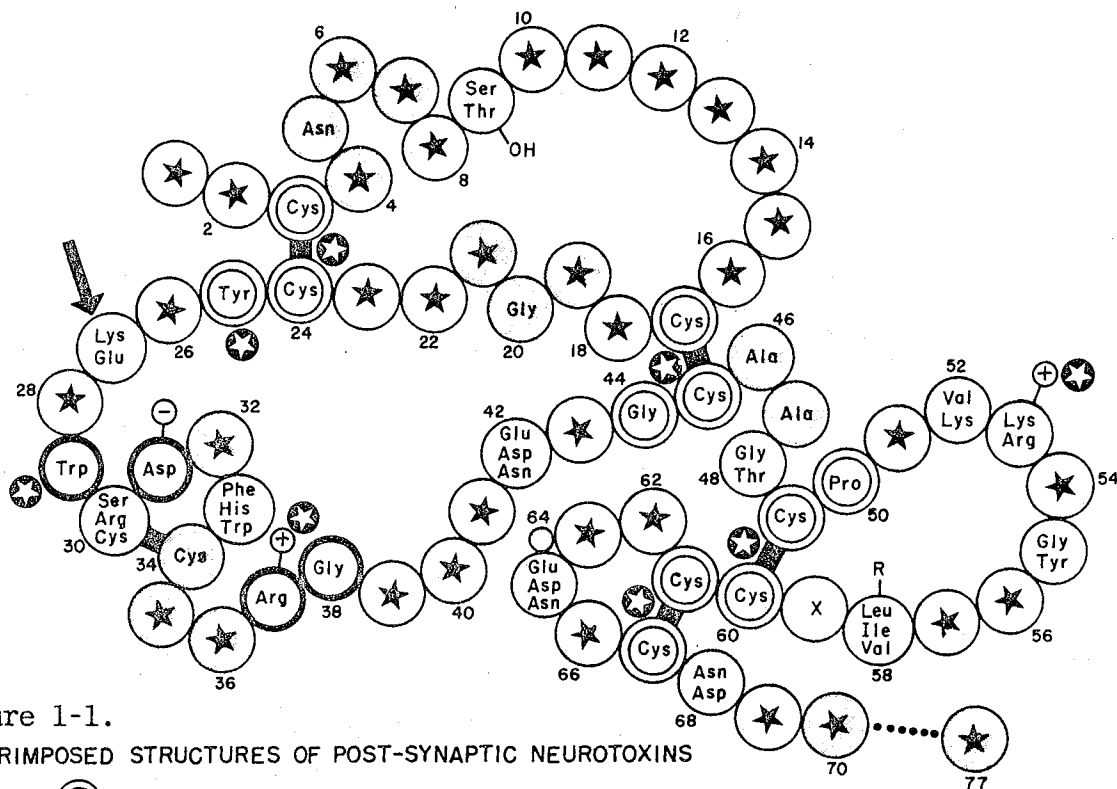 6
10
12
Ser
Thr
OH
Asn
14
8
Cys
2
4
16
Tyr
Cys
24
26
22
Gly
20
18
Cys
46
Ala
Lys
Glu
28
44
Gly
Cys
Ala
52
Val
Lys
+
Lys
Arg
32
−
42
Glu
Asp
Asn
Trp
Asp
Gly
Thr
48
Pro
50
54
Ser
Arg
Cys
30
Phe
His
Trp
62
Cys
Gly
Tyr
34
Cys
+
64
Arg
Gly
38
40
Glu
Asp
Asn
Cys
Cys
60
X
R
Leu
Ile
Val
58
56
36
66
Cys
Asn
Asp
68
70
77
ure 1-1.
RIMPOSED STRUCTURES OF POST-SYNAPTIC NEUROTOXINS